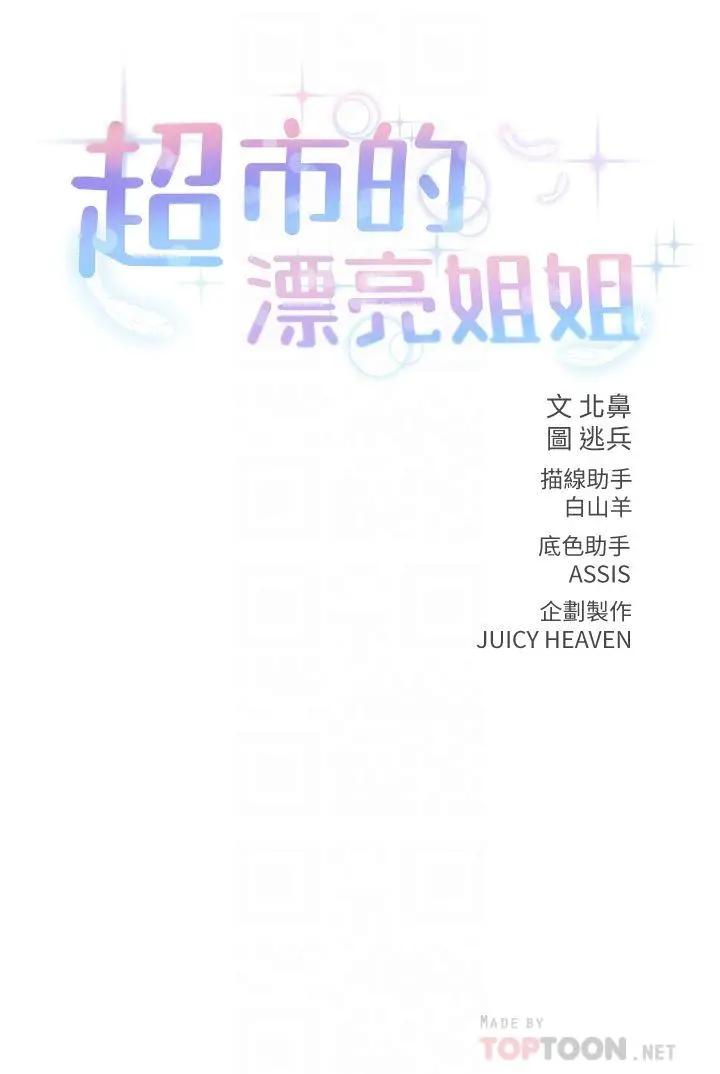 超市的
漂亮姐姐
文 北鼻
圖 逃兵
描線助手
白山羊
底色助手
ASSIS
企劃製作
JUICY HEAVEN
MADE BY
TOPTOON.NET